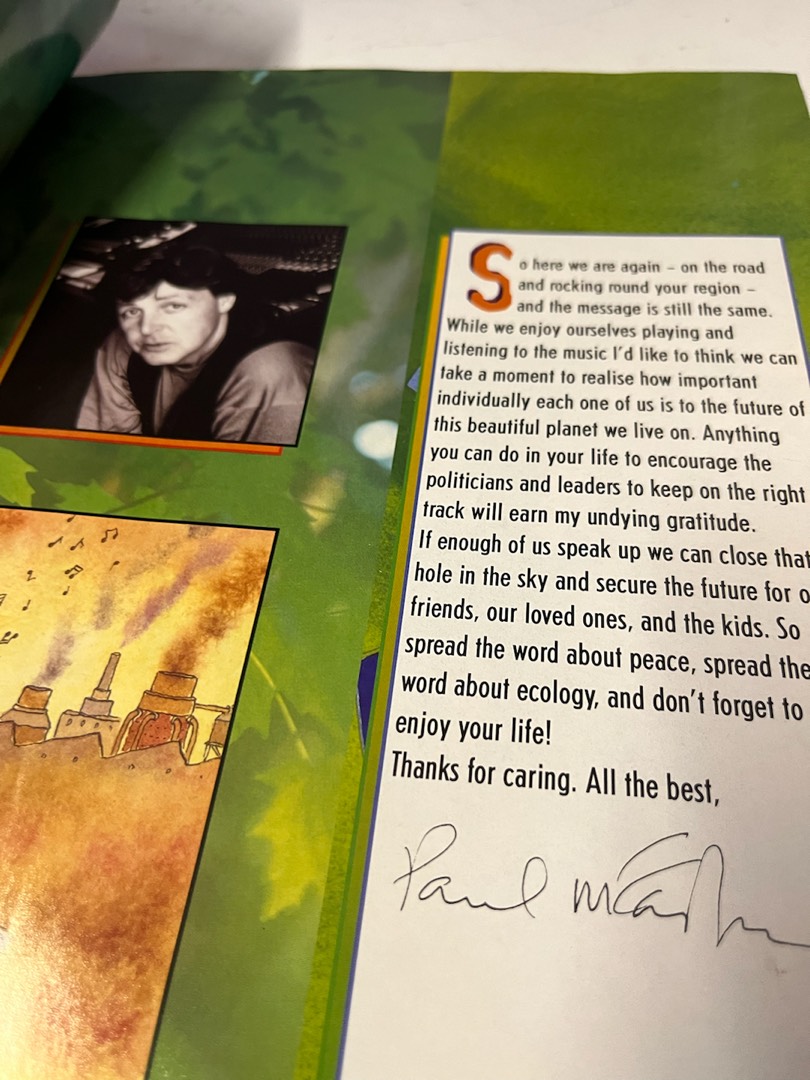 So here we are again – on the road
and rocking round your region –
and the message is still the same.
While we enjoy ourselves playing and
listening to the music I'd like to think we can
take a moment to realise how important
individually each one of us is to the future of
this beautiful planet we live on. Anything
you can do in your life to encourage the
politicians and leaders to keep on the right
track will earn my undying gratitude.
If enough of us speak up we can close that
hole in the sky and secure the future for o
friends, our loved ones, and the kids. So
spread the word about peace, spread the
word about ecology, and don't forget to
enjoy your life!
Thanks for caring. All the best,
Paul McCartn